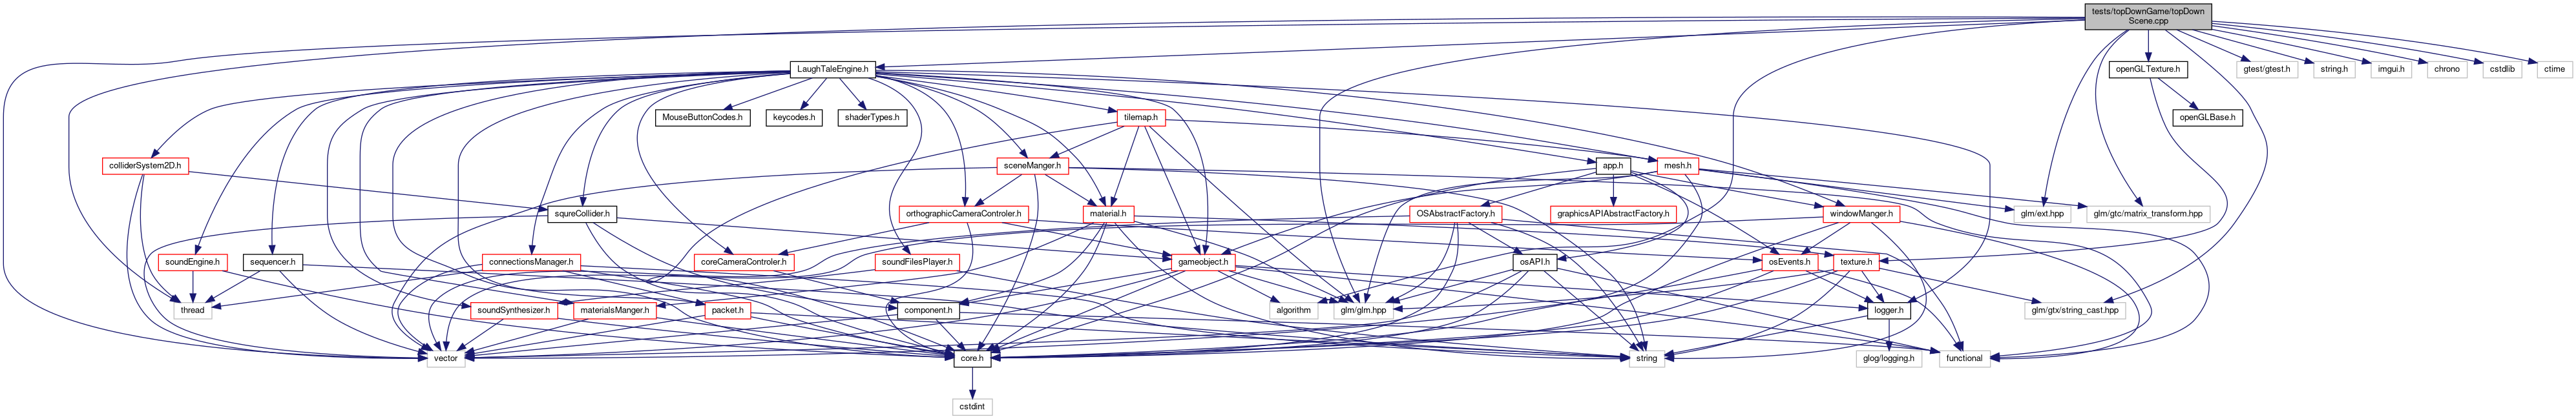 tests/topDownGame/topDown
Scene.cpp
LaughTaleEngine.h
openGLTexture.h
gtest/gtest.h
string.h
imgui.h
chrono
cstdlib
ctime
MouseButtonCodes.h
keycodes.h
shaderTypes.h
tilemap.h
openGLBase.h
colliderSystem2D.h
sceneManger.h
app.h
mesh.h
squreCollider.h
orthographicCameraControler.h
material.h
OSAbstractFactory.h
graphicsAPIAbstractFactory.h
windowManger.h
glm/ext.hpp
glm/gtc/matrix_transform.hpp
soundEngine.h
sequencer.h
connectionsManager.h
coreCameraControler.h
soundFilesPlayer.h
gameobject.h
osAPI.h
osEvents.h
texture.h
thread
soundSynthesizer.h
materialsManger.h
packet.h
component.h
algorithm
glm/glm.hpp
logger.h
glm/gtx/string_cast.hpp
vector
core.h
string
glog/logging.h
functional
cstdint